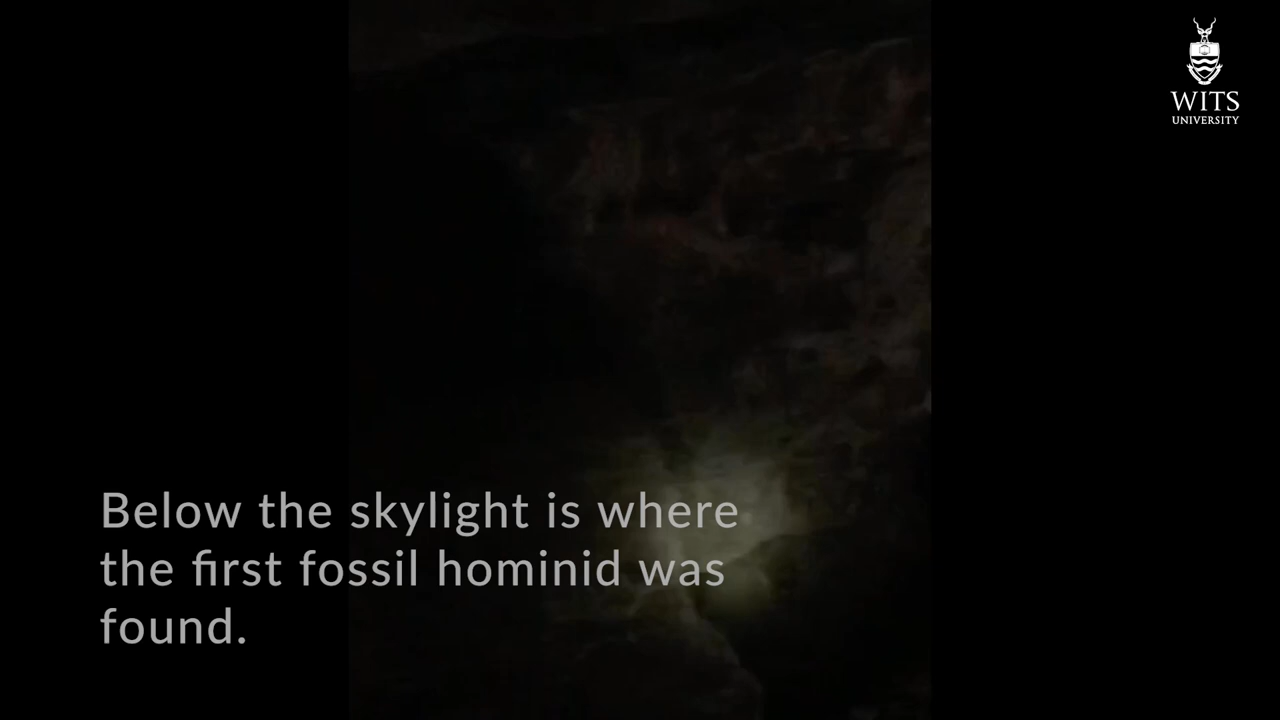 WITS
UNIVERSITY
Below the skylight is where
the first fossil hominid was
found.